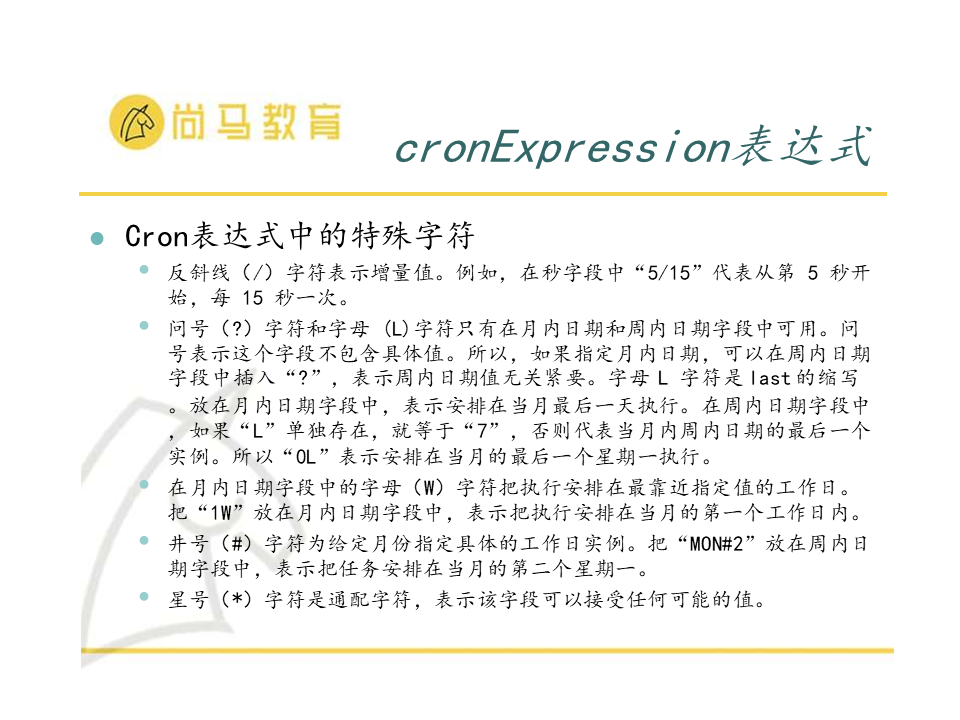 尚马教育
cronExpression表达式
Cron表达式中的特殊字符
反斜线（/）字符表示增量值。例如，在秒字段中“5/15”代表从第 5 秒开
始，每 15 秒一次。
问号（?）字符和字母 (L)字符只有在月内日期和周内日期字段中可用。问
号表示这个字段不包含具体值。所以，如果指定月内日期，可以在周内日期
字段中插入“?”，表示周内日期值无关紧要。字母 L 字符是last的缩写
。放在月内日期字段中，表示安排在当月最后一天执行。在周内日期字段中
，如果“L”单独存在，就等于“7”，否则代表当月内周内日期的最后一个
实例。所以“0L”表示安排在当月的最后一个星期一执行。
在月内日期字段中的字母（W）字符把执行安排在最靠近指定值的工作日。
把“1W”放在月内日期字段中，表示把执行安排在当月的第一个工作日内。
井号（#）字符为给定月份指定具体的工作日实例。把“MON#2”放在周内日
期字段中，表示把任务安排在当月的第二个星期一。
星号（*）字符是通配字符，表示该字段可以接受任何可能的值。